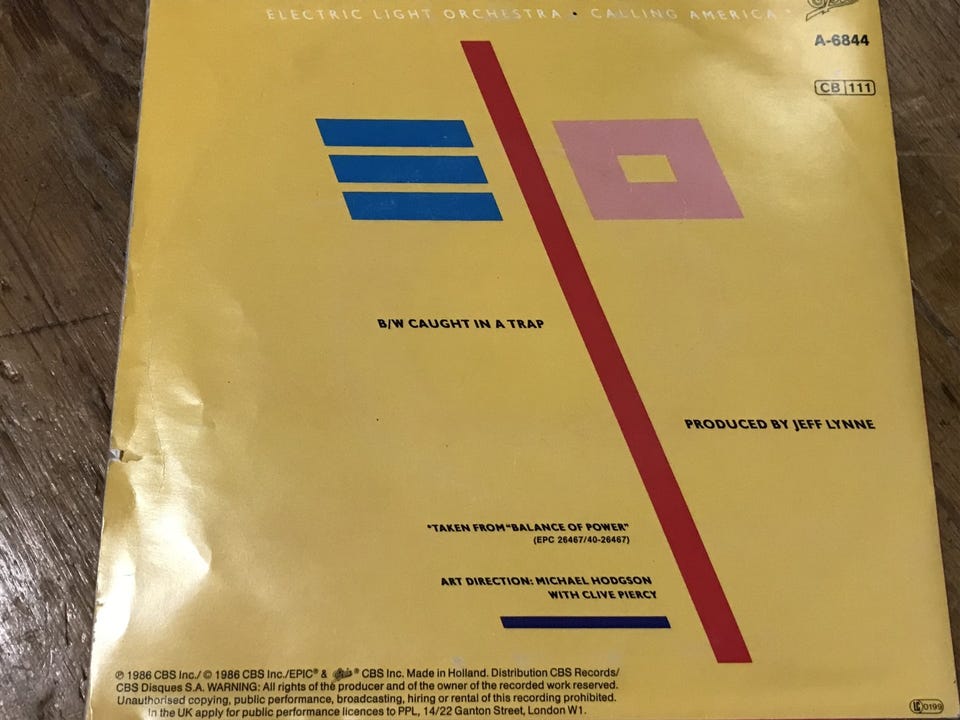 ELECTRIC LIGHT ORCHESTRA • CALLING AMERICA*
Epic
A-6844
CB 111
B/W CAUGHT IN A TRAP
PRODUCED BY JEFF LYNNE
*TAKEN FROM "BALANCE OF POWER"
(EPC 26467/40-26467)
ART DIRECTION: MICHAEL HODGSON
WITH CLIVE PIERCY
℗ 1986 CBS Inc./ © 1986 CBS Inc./EPIC® & Epic® CBS Inc. Made in Holland. Distribution CBS Records/
CBS Disques S.A. WARNING: All rights of the producer and of the owner of the recorded work reserved.
Unauthorised copying, public performance, broadcasting, hiring or rental of this recording prohibited.
In the UK apply for public performance licences to PPL, 14/22 Ganton Street, London W1.
LC 0199